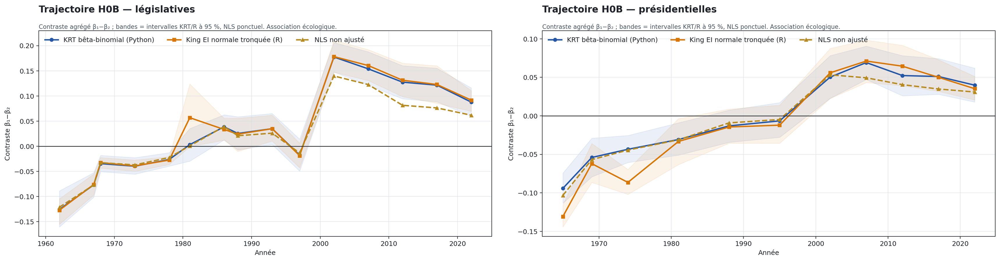 Trajectoire H0B — législatives
Contraste agrégé β₁−β₂ ; bandes = intervalles KRT/R à 95 %, NLS ponctuel. Association écologique.
KRT bêta-binomial (Python)
King EI normale tronquée (R)
NLS non ajusté
0.20
0.15
0.10
0.05
0.00
−0.05
−0.10
−0.15
Contraste β₁−β₂
1960 1970 1980 1990 2000 2010 2020
Année
Trajectoire H0B — présidentielles
Contraste agrégé β₁−β₂ ; bandes = intervalles KRT/R à 95 %, NLS ponctuel. Association écologique.
KRT bêta-binomial (Python)
King EI normale tronquée (R)
NLS non ajusté
0.10
0.05
0.00
−0.05
−0.10
−0.15
Contraste β₁−β₂
1970 1980 1990 2000 2010 2020
Année